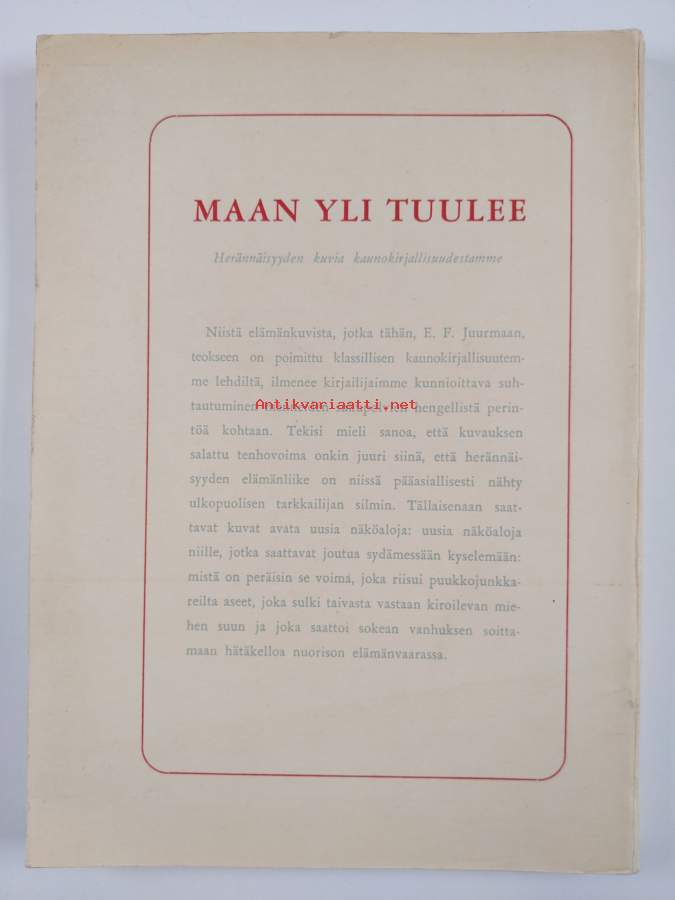 MAAN YLI TUULEE
Herännäisyyden kuvia kaunokirjallisuudestamme
Niistä elämänkuvista, jotka tähän, E. F. Juurmaan,
teokseen on poimittu klassillisen kaunokirjallisuutem-
me lehdiltä, ilmenee kirjailijaimme kunnioittava suh-
tautuminen hengellistä perin-
Antikvariaatti.net
töä kohtaan. Tekisi mieli sanoa, että kuvauksen
salattu tenhovoima onkin juuri siinä, että herännäi-
syyden elämänliike on niissä pääasiallisesti nähty
ulkopuolisen tarkkailijan silmin. Tällaisenaan saat-
tavat kuvat avata uusia näköaloja: uusia näköaloja
niille, jotka saattavat joutua sydämessään kyselemään:
mistä on peräisin se voima, joka riisui puukkojunkka-
reilta aseet, joka sulki taivasta vastaan kiroilevan mie-
hen suun ja joka saattoi sokean vanhuksen soitta-
maan hätäkelloa nuorison elämänvaarassa.